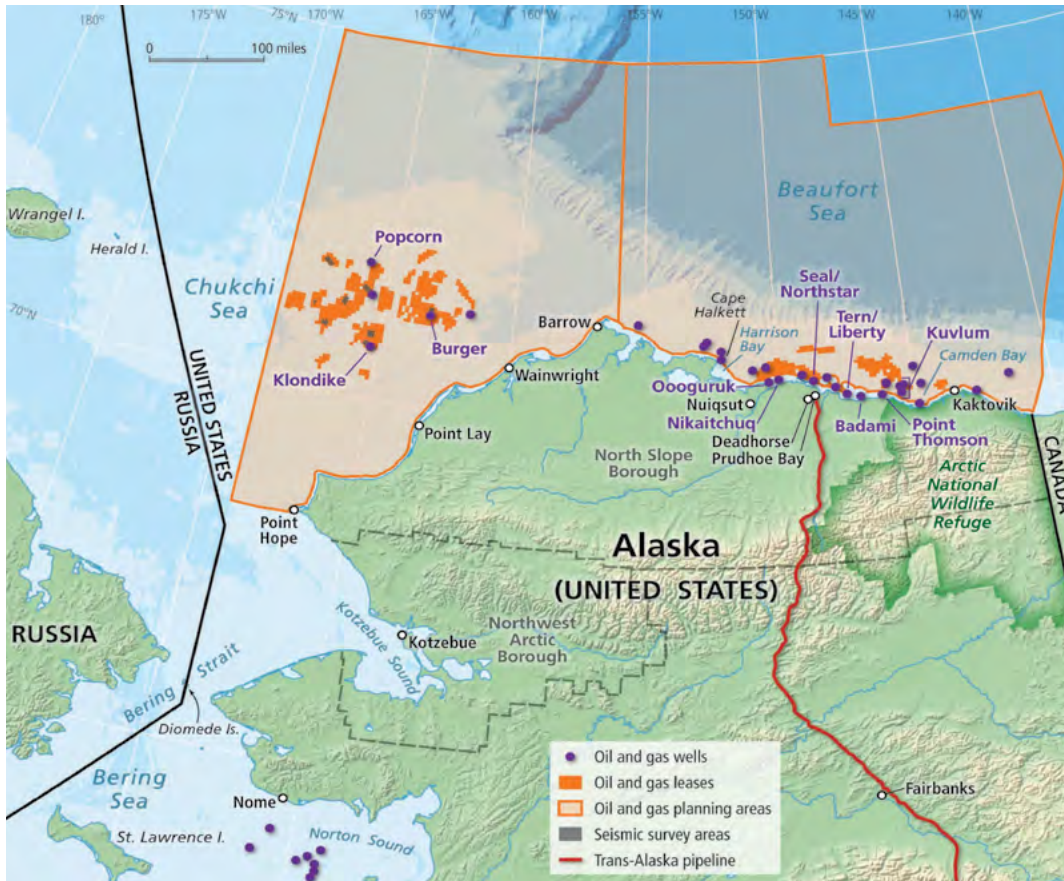 180°
175°W
170°W
165°W
150°W
145°W
140°W
0
100 miles
Wrangel I.
Herald I.
70°N
Chukchi
Sea
Beaufort
Sea
Popcorn
Burger
Klondike
UNITED STATES
RUSSIA
Barrow
Wainwright
Point Lay
Point
Hope
Cape
Halkett
Harrison
Bay
Seal/
Northstar
Tern/
Liberty
Kuvlum
Camden Bay
Oooguruk
Nuiqsut
Nikaitchuq
Deadhorse
Prudhoe Bay
Badami
Point
Thomson
Kaktovik
North Slope
Borough
Arctic
National
Wildlife
Refuge
CANADA
Alaska
(UNITED STATES)
RUSSIA
Kotzebue Sound
Kotzebue
Northwest
Arctic
Borough
Bering Strait
Diomede Is.
Bering
Sea
Nome
St. Lawrence I.
Norton Sound
Fairbanks
Oil and gas wells
Oil and gas leases
Oil and gas planning areas
Seismic survey areas
Trans-Alaska pipeline